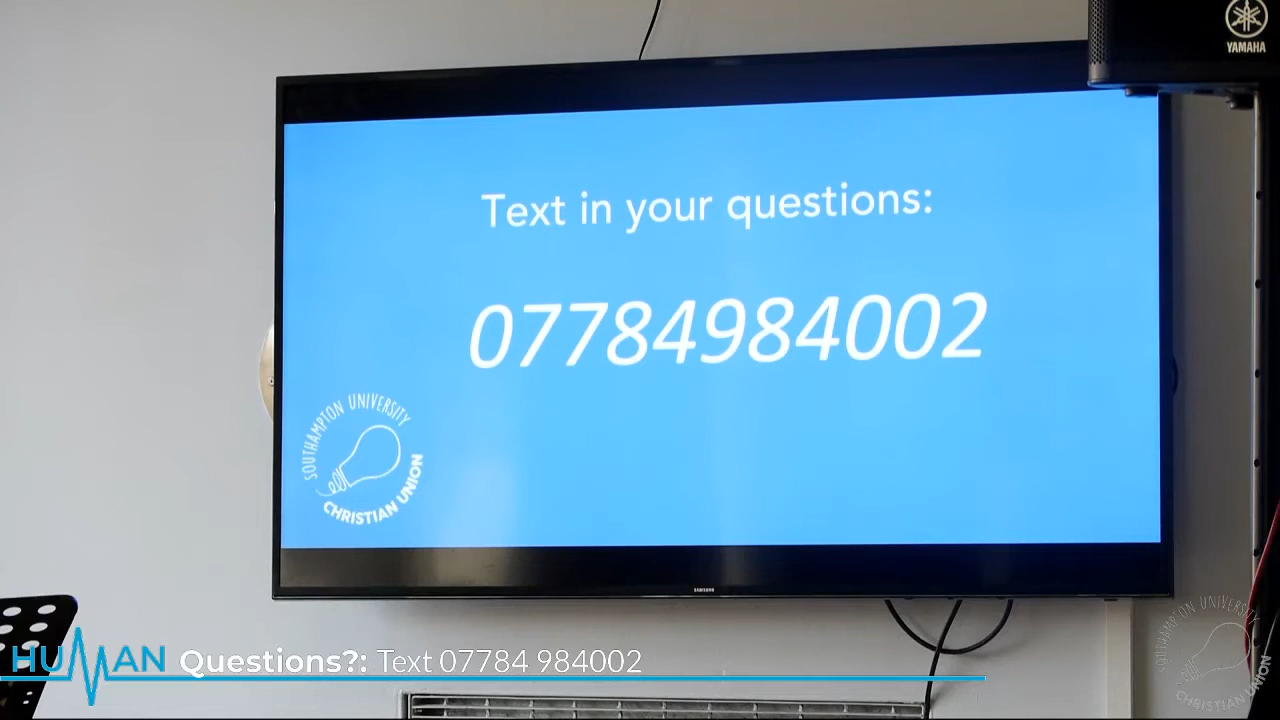 YAMAHA
Text in your questions:
07784984002
SOUTHAMPTON UNIVERSITY
CHRISTIAN UNION
SAMSUNG
HUMAN Questions?: Text 07784 984002
SOUTHAMPTON UNIVERSITY
CHRISTIAN UNION